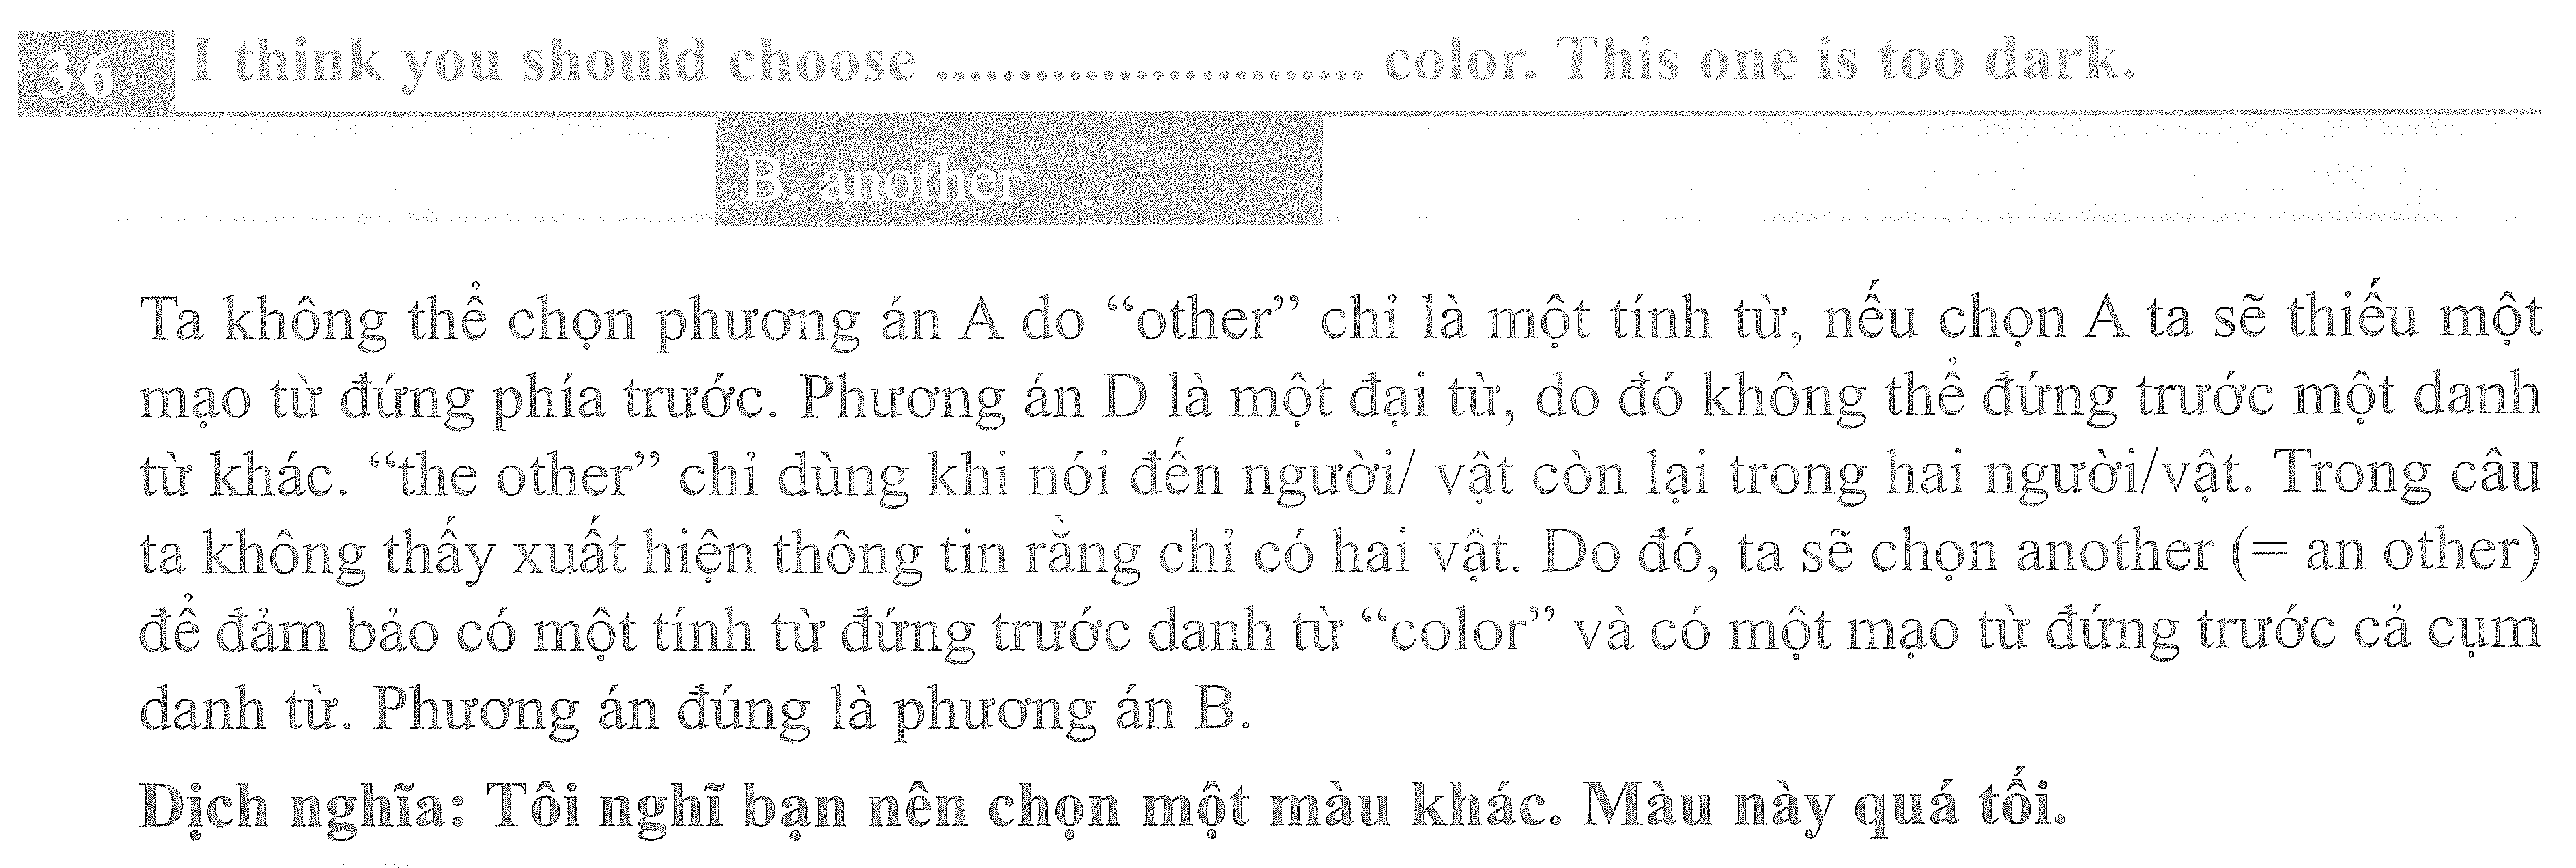 36 I think you should choose ......................... color. This one is too dark.
B. another
Ta không thể chọn phương án A do “other” chỉ là một tính từ, nếu chọn A ta sẽ thiếu một
mạo từ đứng phía trước. Phương án D là một đại từ, do đó không thể đứng trước một danh
từ khác. “the other” chỉ dùng khi nói đến người/ vật còn lại trong hai người/vật. Trong câu
ta không thấy xuất hiện thông tin rằng chỉ có hai vật. Do đó, ta sẽ chọn another (= an other)
để đảm bảo có một tính từ đứng trước danh từ “color” và có một mạo từ đứng trước cả cụm
danh từ. Phương án đúng là phương án B.
Dịch nghĩa: Tôi nghĩ bạn nên chọn một màu khác. Màu này quá tối.